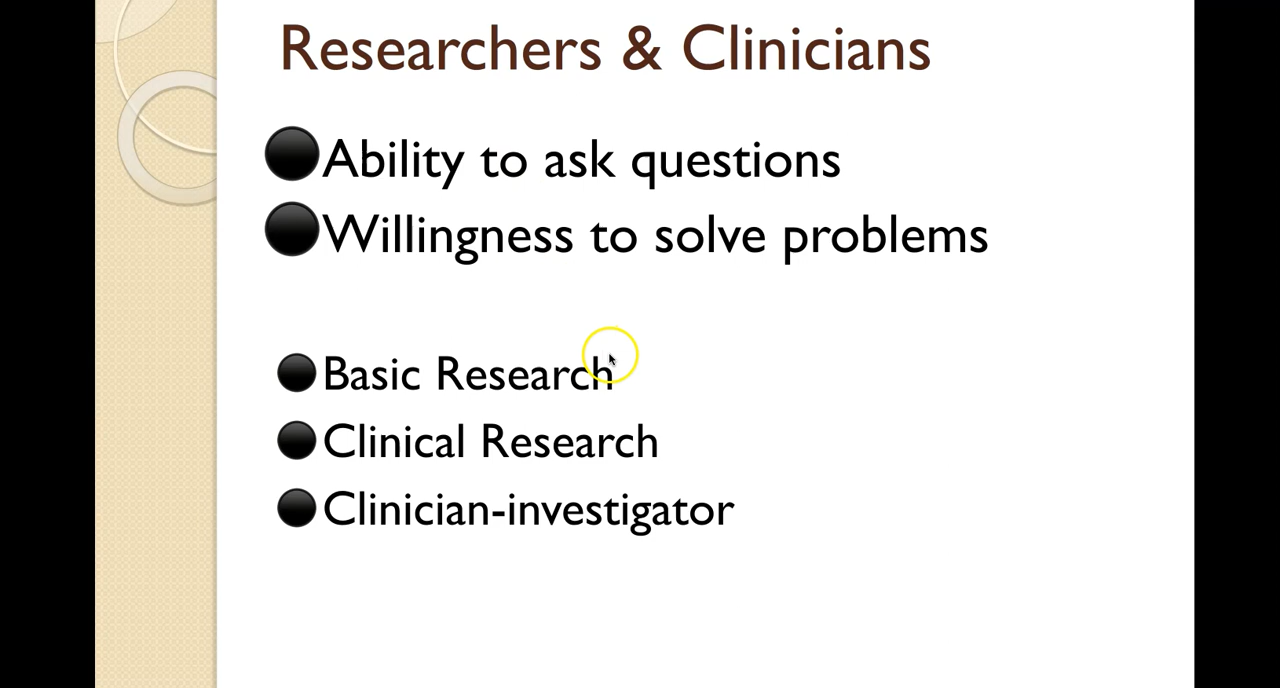 Researchers & Clinicians
⚫Ability to ask questions
⚫Willingness to solve problems
⚫Basic Research
⚫Clinical Research
⚫Clinician-investigator